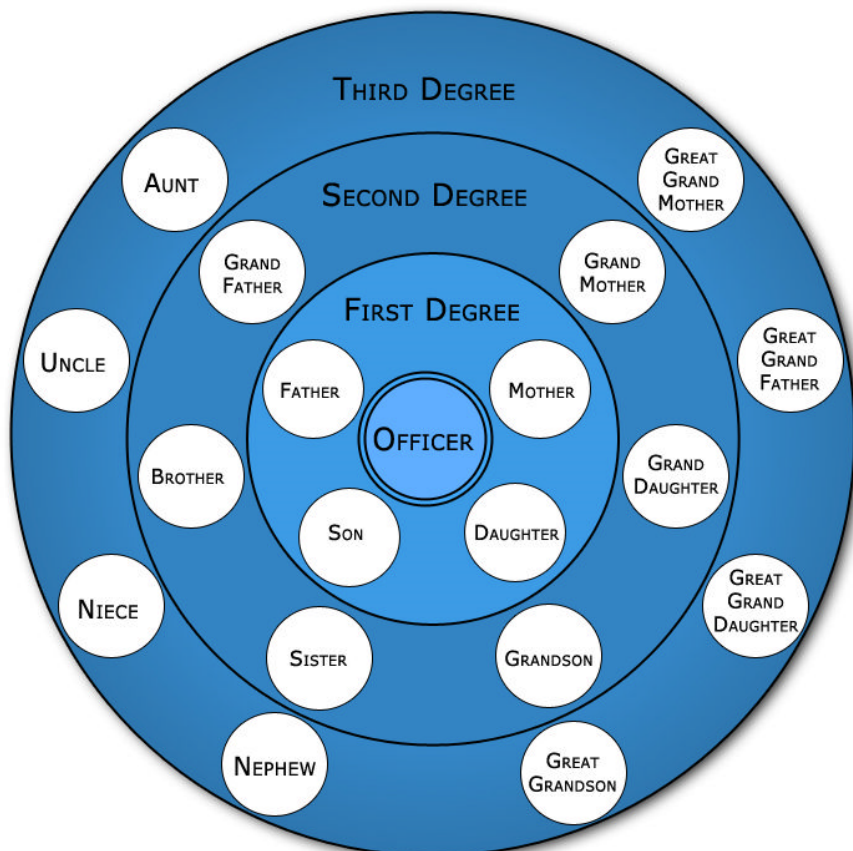 Third Degree
Aunt
Great
Grand
Mother
Second Degree
Grand
Father
Grand
Mother
First Degree
Uncle
Great
Grand
Father
Father
Mother
Officer
Brother
Grand
Daughter
Son
Daughter
Niece
Great
Grand
Daughter
Sister
Grandson
Nephew
Great
Grandson